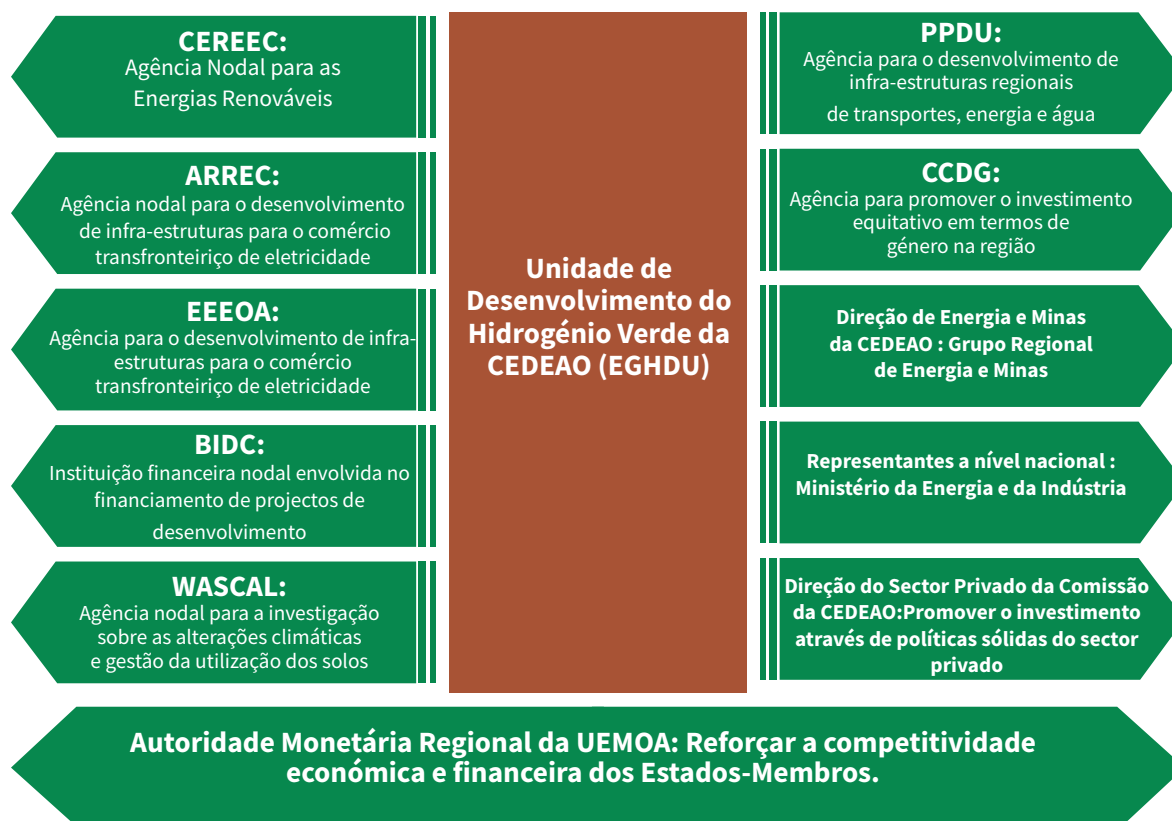 CEREEC:
Agência Nodal para as
Energias Renováveis
ARREC:
Agência nodal para o desenvolvimento
de infra-estruturas para o comércio
transfronteiriço de eletricidade
EEEOA:
Agência para o desenvolvimento de infra-
estruturas para o comércio
transfronteiriço de eletricidade
BIDC:
Instituição financeira nodal envolvida no
financiamento de projectos de
desenvolvimento
WASCAL:
Agência nodal para a investigação
sobre as alterações climáticas
e gestão da utilização dos solos
Unidade de
Desenvolvimento do
Hidrogénio Verde da
CEDEAO (EGHDU)
PPDU:
Agência para o desenvolvimento de
infra-estruturas regionais
de transportes, energia e água
CCDG:
Agência para promover o investimento
equitativo em termos de
género na região
Direção de Energia e Minas
da CEDEAO : Grupo Regional
de Energia e Minas
Representantes a nível nacional :
Ministério da Energia e da Indústria
Direção do Sector Privado da Comissão
da CEDEAO:Promover o investimento
através de políticas sólidas do sector
privado
Autoridade Monetária Regional da UEMOA: Reforçar a competitividade
económica e financeira dos Estados-Membros.